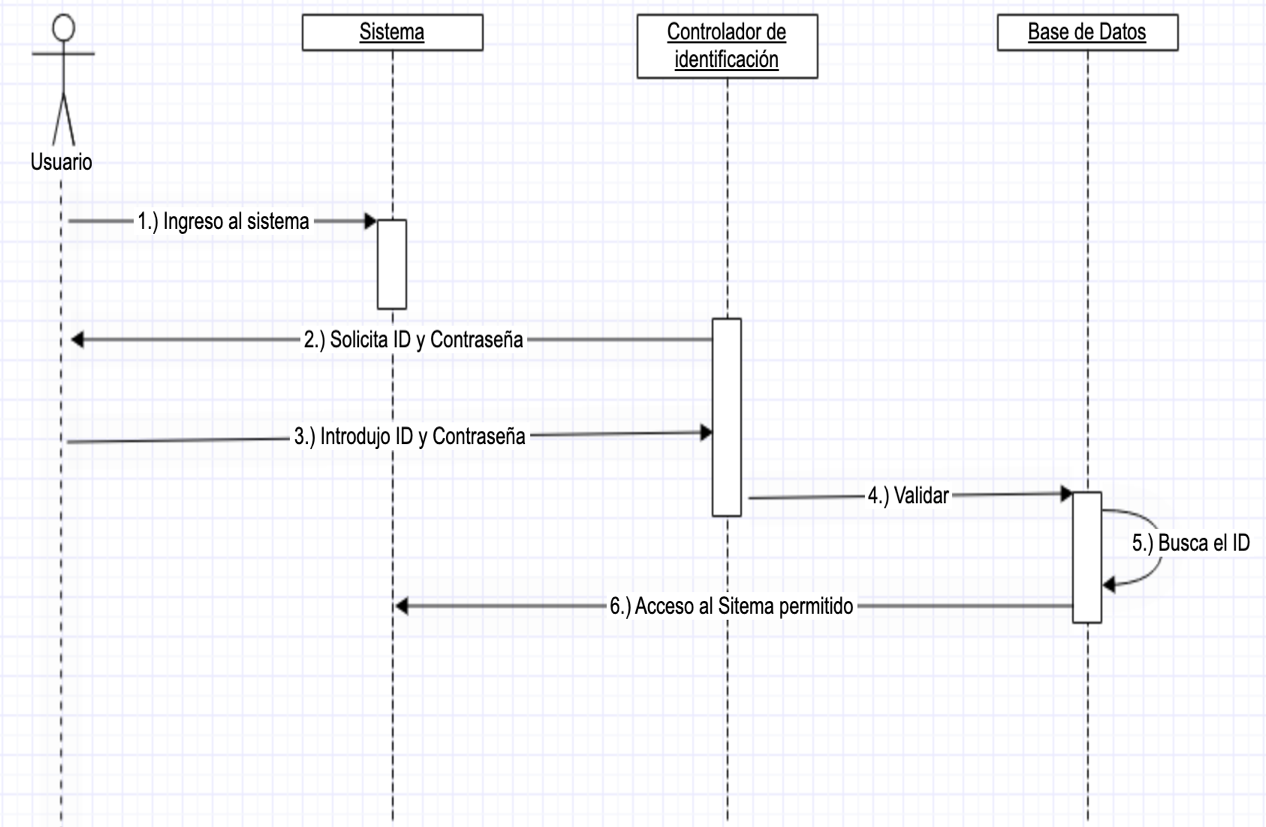 Sistema
Controlador de
identificación
Base de Datos
Usuario
1.) Ingreso al sistema
2.) Solicita ID y Contraseña
3.) Introdujo ID y Contraseña
4.) Validar
5.) Busca el ID
6.) Acceso al Sitema permitido